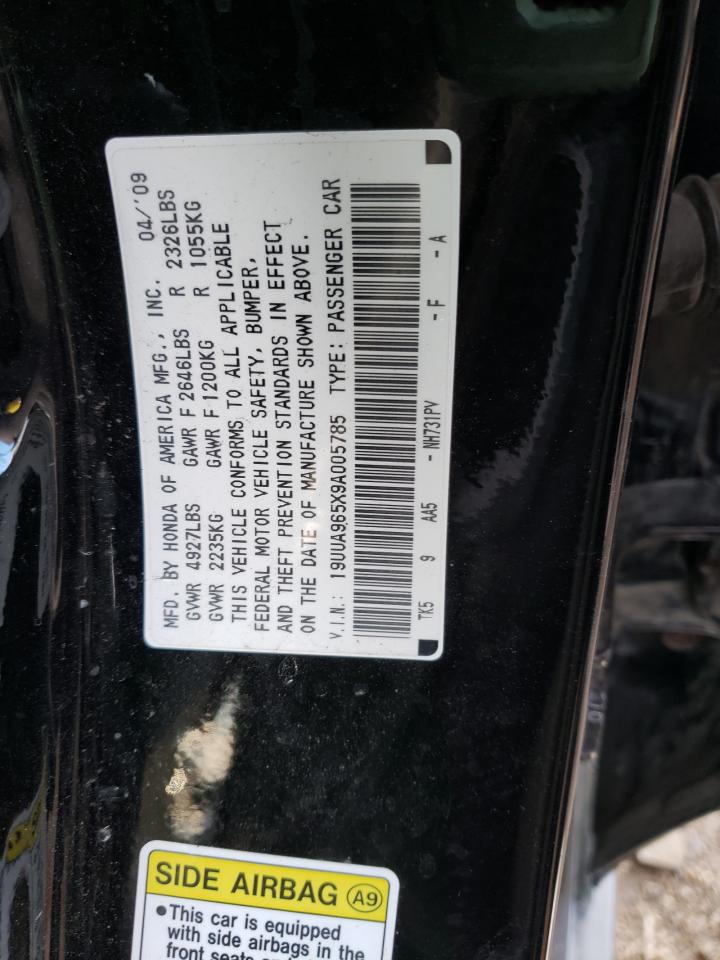 MFD. BY HONDA OF AMERICA MFG., INC. 04/'09
GVWR 4927LBS GAWR F 2646LBS R 2326LBS
GVWR 2235KG GAWR F 1200KG R 1055KG
THIS VEHICLE CONFORMS TO ALL APPLICABLE
FEDERAL MOTOR VEHICLE SAFETY, BUMPER,
AND THEFT PREVENTION STANDARDS IN EFFECT
ON THE DATE OF MANUFACTURE SHOWN ABOVE.
V.I.N.: 19UUA965X9A005785 TYPE: PASSENGER CAR
TK5 9 AA5 - NH731PV - F - A
SIDE AIRBAG A9
•This car is equipped
with side airbags in the
front seats